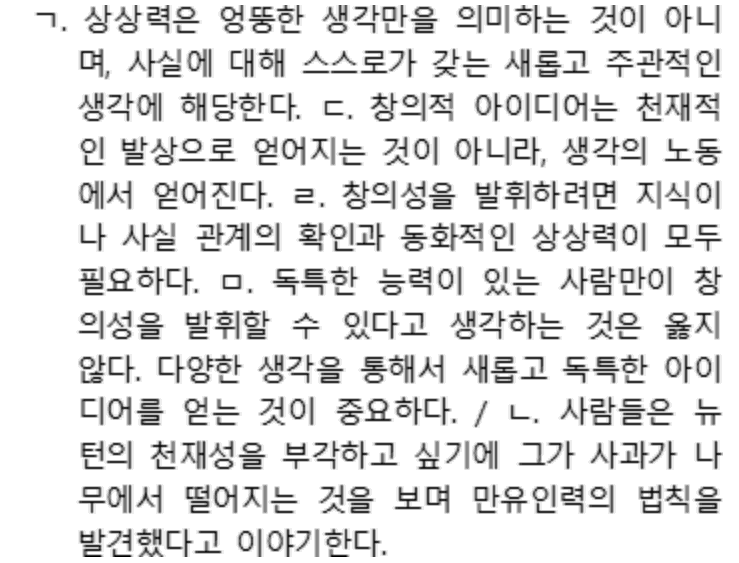 ㄱ. 상상력은 엉뚱한 생각만을 의미하는 것이 아니
며, 사실에 대해 스스로가 갖는 새롭고 주관적인
생각에 해당한다. ㄷ. 창의적 아이디어는 천재적
인 발상으로 얻어지는 것이 아니라, 생각의 노동
에서 얻어진다. ㄹ. 창의성을 발휘하려면 지식이
나 사실 관계의 확인과 동화적인 상상력이 모두
필요하다. ㅁ. 독특한 능력이 있는 사람만이 창
의성을 발휘할 수 있다고 생각하는 것은 옳지
않다. 다양한 생각을 통해서 새롭고 독특한 아이
디어를 얻는 것이 중요하다. / ㄴ. 사람들은 뉴
턴의 천재성을 부각하고 싶기에 그가 사과가 나
무에서 떨어지는 것을 보며 만유인력의 법칙을
발견했다고 이야기한다.